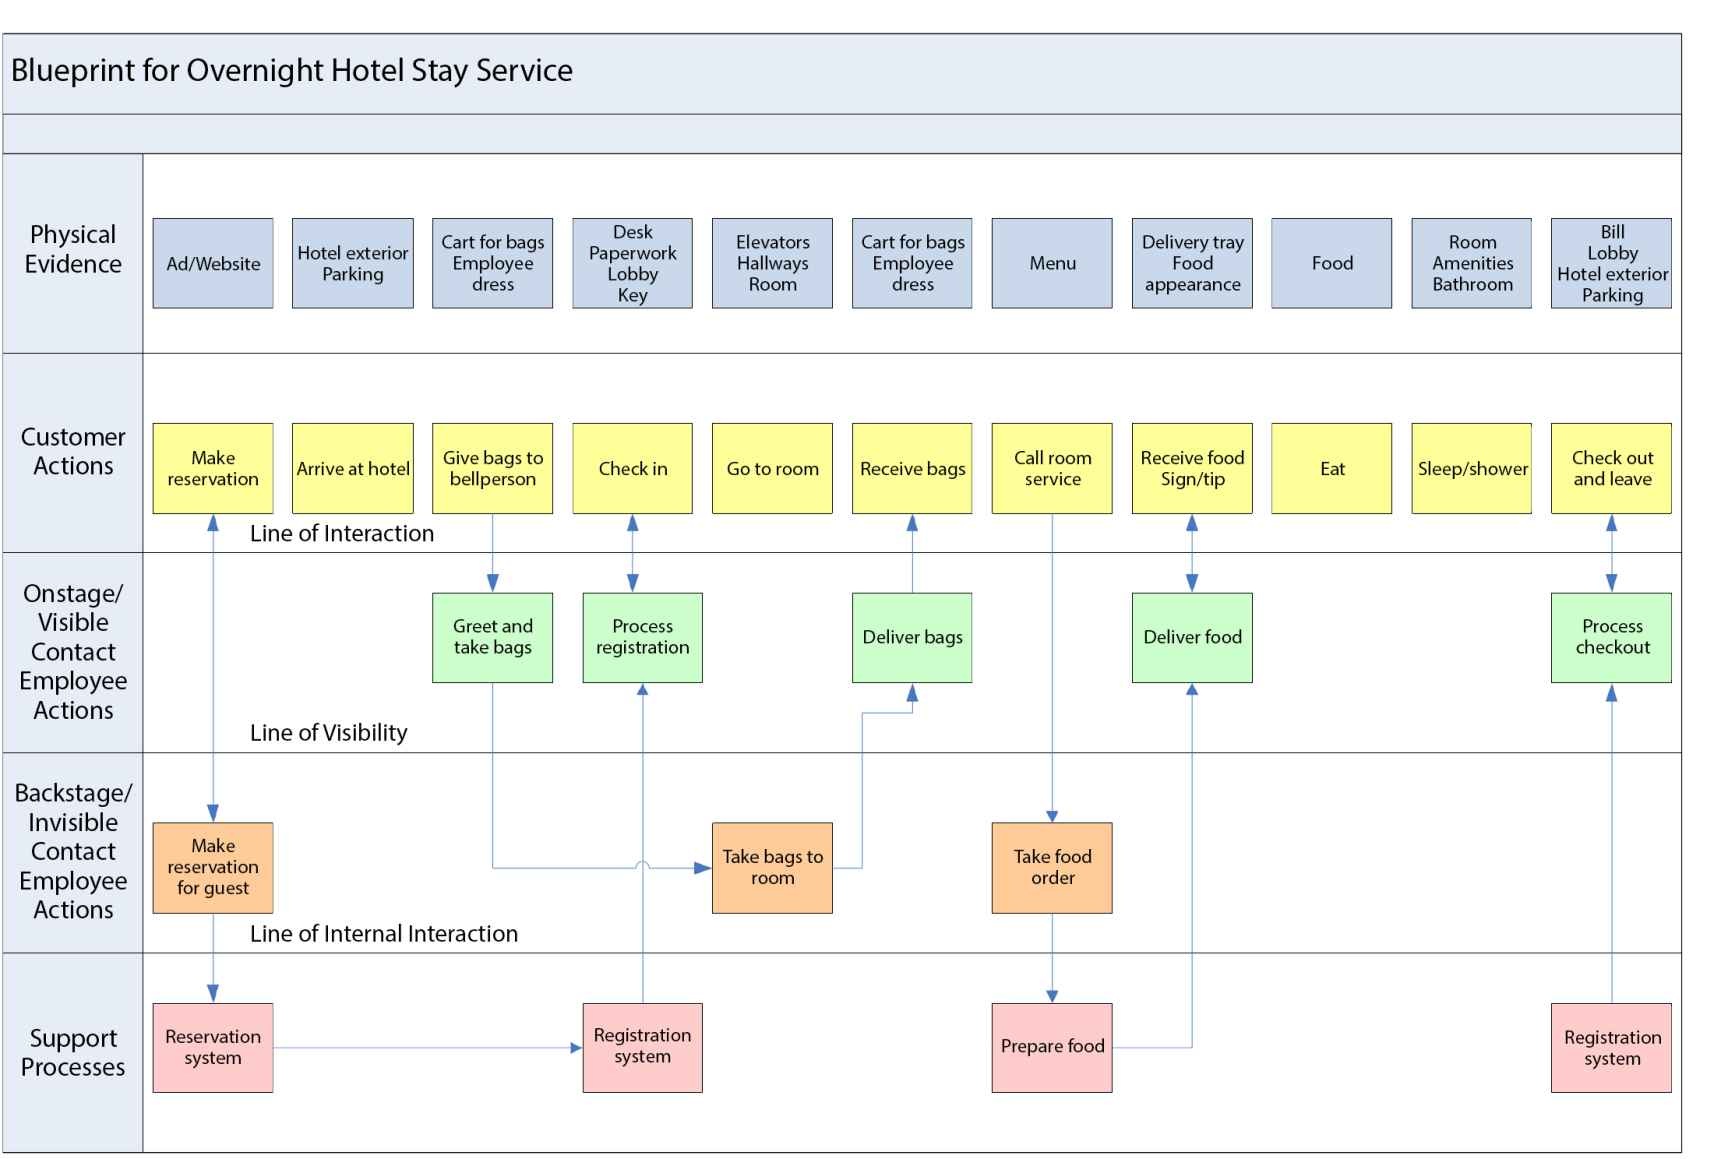 Blueprint for Overnight Hotel Stay Service
Physical
Evidence
Ad/Website
Hotel exterior
Parking
Cart for bags
Employee
dress
Desk
Paperwork
Lobby
Key
Elevators
Hallways
Room
Cart for bags
Employee
dress
Menu
Delivery tray
Food
appearance
Food
Room
Amenities
Bathroom
Bill
Lobby
Hotel exterior
Parking
Customer
Actions
Make
reservation
Arrive at hotel
Give bags to
bellperson
Check in
Go to room
Receive bags
Call room
service
Receive food
Sign/tip
Eat
Sleep/shower
Check out
and leave
Line of Interaction
Onstage/
Visible
Contact
Employee
Actions
Greet and
take bags
Process
registration
Deliver bags
Deliver food
Process
checkout
Line of Visibility
Backstage/
Invisible
Contact
Employee
Actions
Make
reservation
for guest
Take bags to
room
Take food
order
Line of Internal Interaction
Support
Processes
Reservation
system
Registration
system
Prepare food
Registration
system